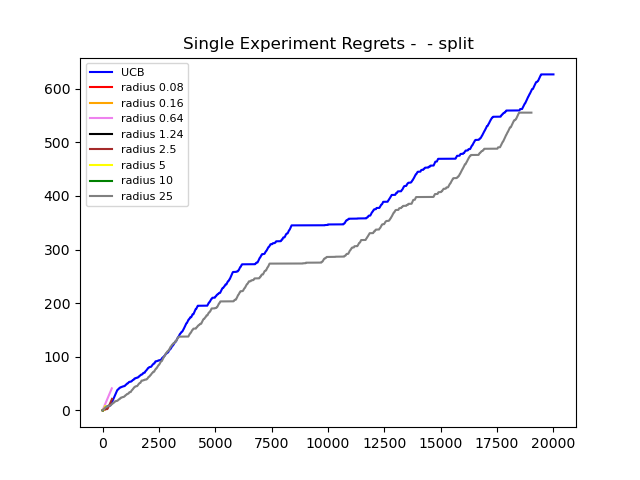 Single Experiment Regrets -  - split
UCB
radius 0.08
radius 0.16
radius 0.64
radius 1.24
radius 2.5
radius 5
radius 10
radius 25
600
500
400
300
200
100
0
0 2500 5000 7500 10000 12500 15000 17500 20000